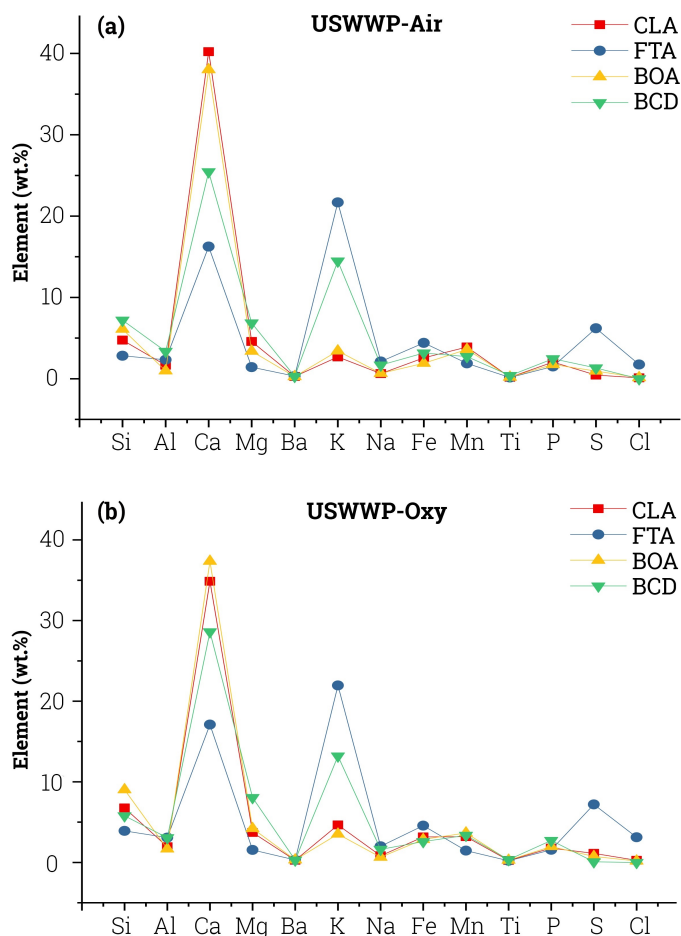 (a)
USWWP-Air
CLA
FTA
BOA
BCD
Element (wt.%)
40
30
20
10
0
Si Al Ca Mg Ba K Na Fe Mn Ti P S Cl
(b)
USWWP-Oxy
CLA
FTA
BOA
BCD
Element (wt.%)
40
30
20
10
0
Si Al Ca Mg Ba K Na Fe Mn Ti P S Cl